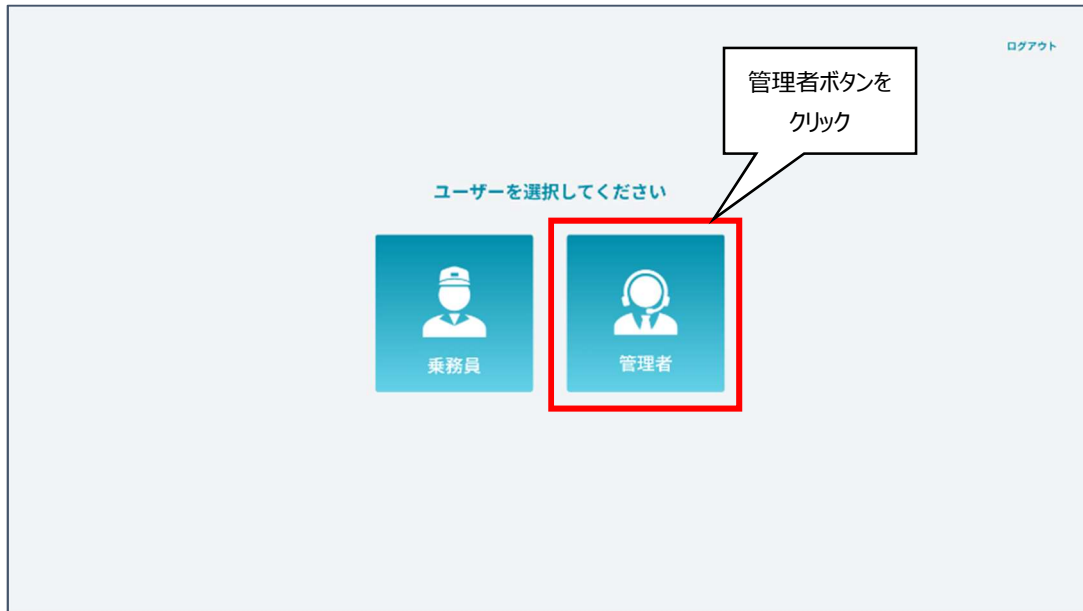 ログアウト
管理者ボタンを
クリック
ユーザーを選択してください
乗務員
管理者